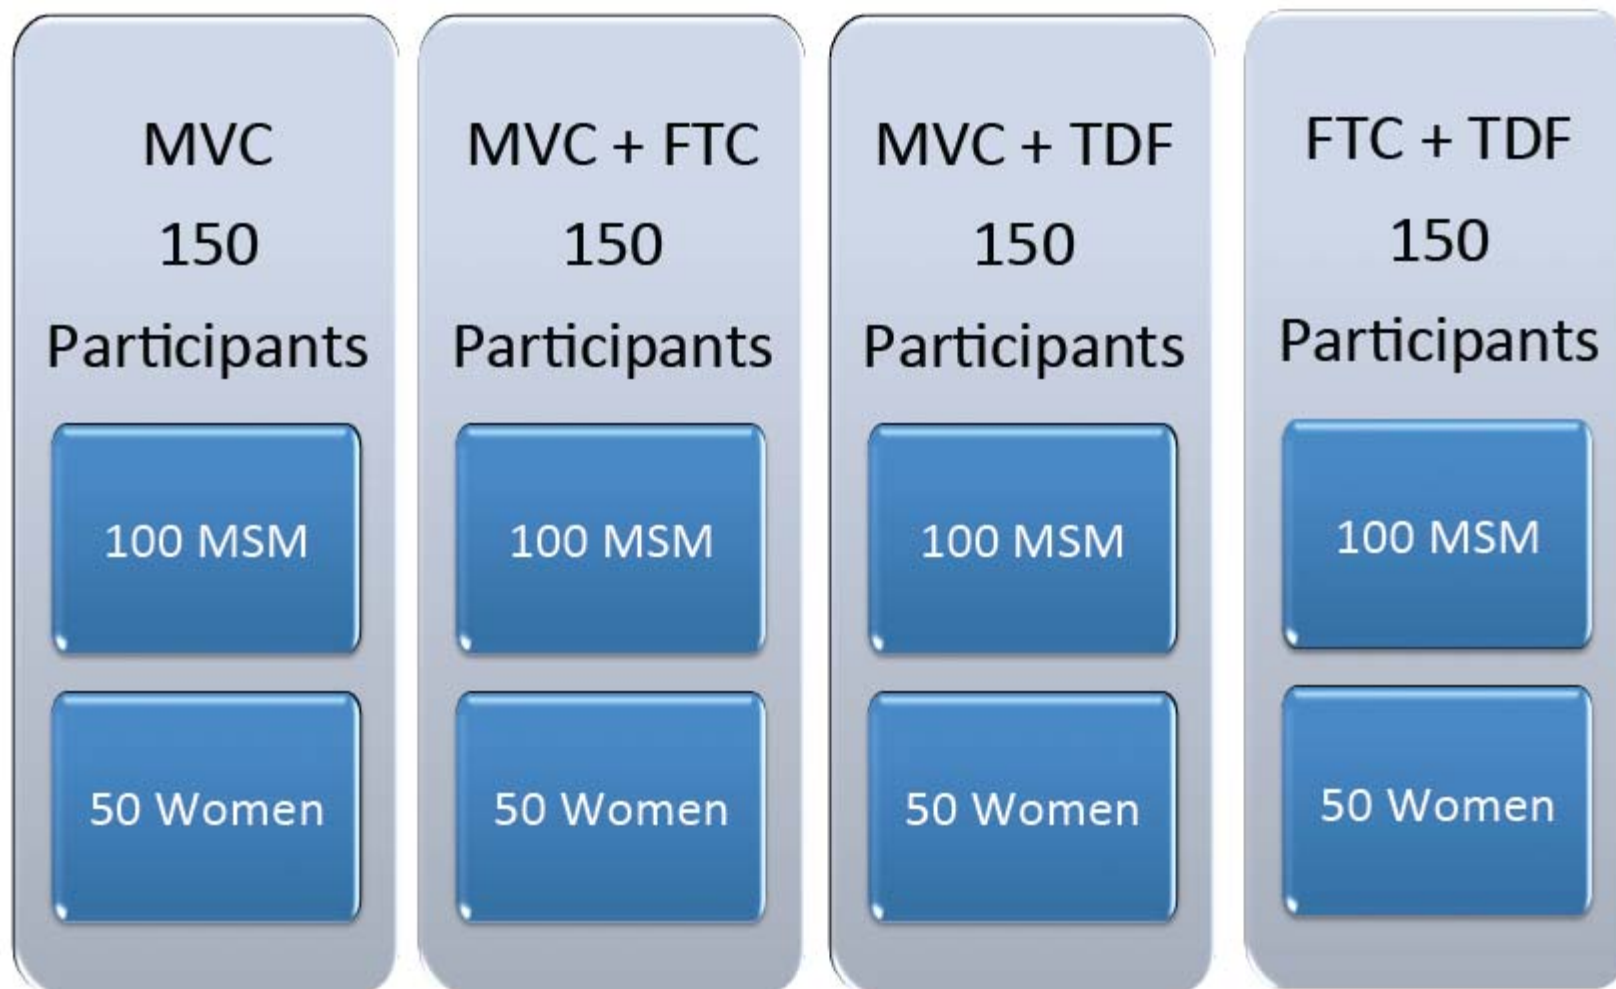 MVC
150
Participants
100 MSM
50 Women
MVC + FTC
150
Participants
100 MSM
50 Women
MVC + TDF
150
Participants
100 MSM
50 Women
FTC + TDF
150
Participants
100 MSM
50 Women